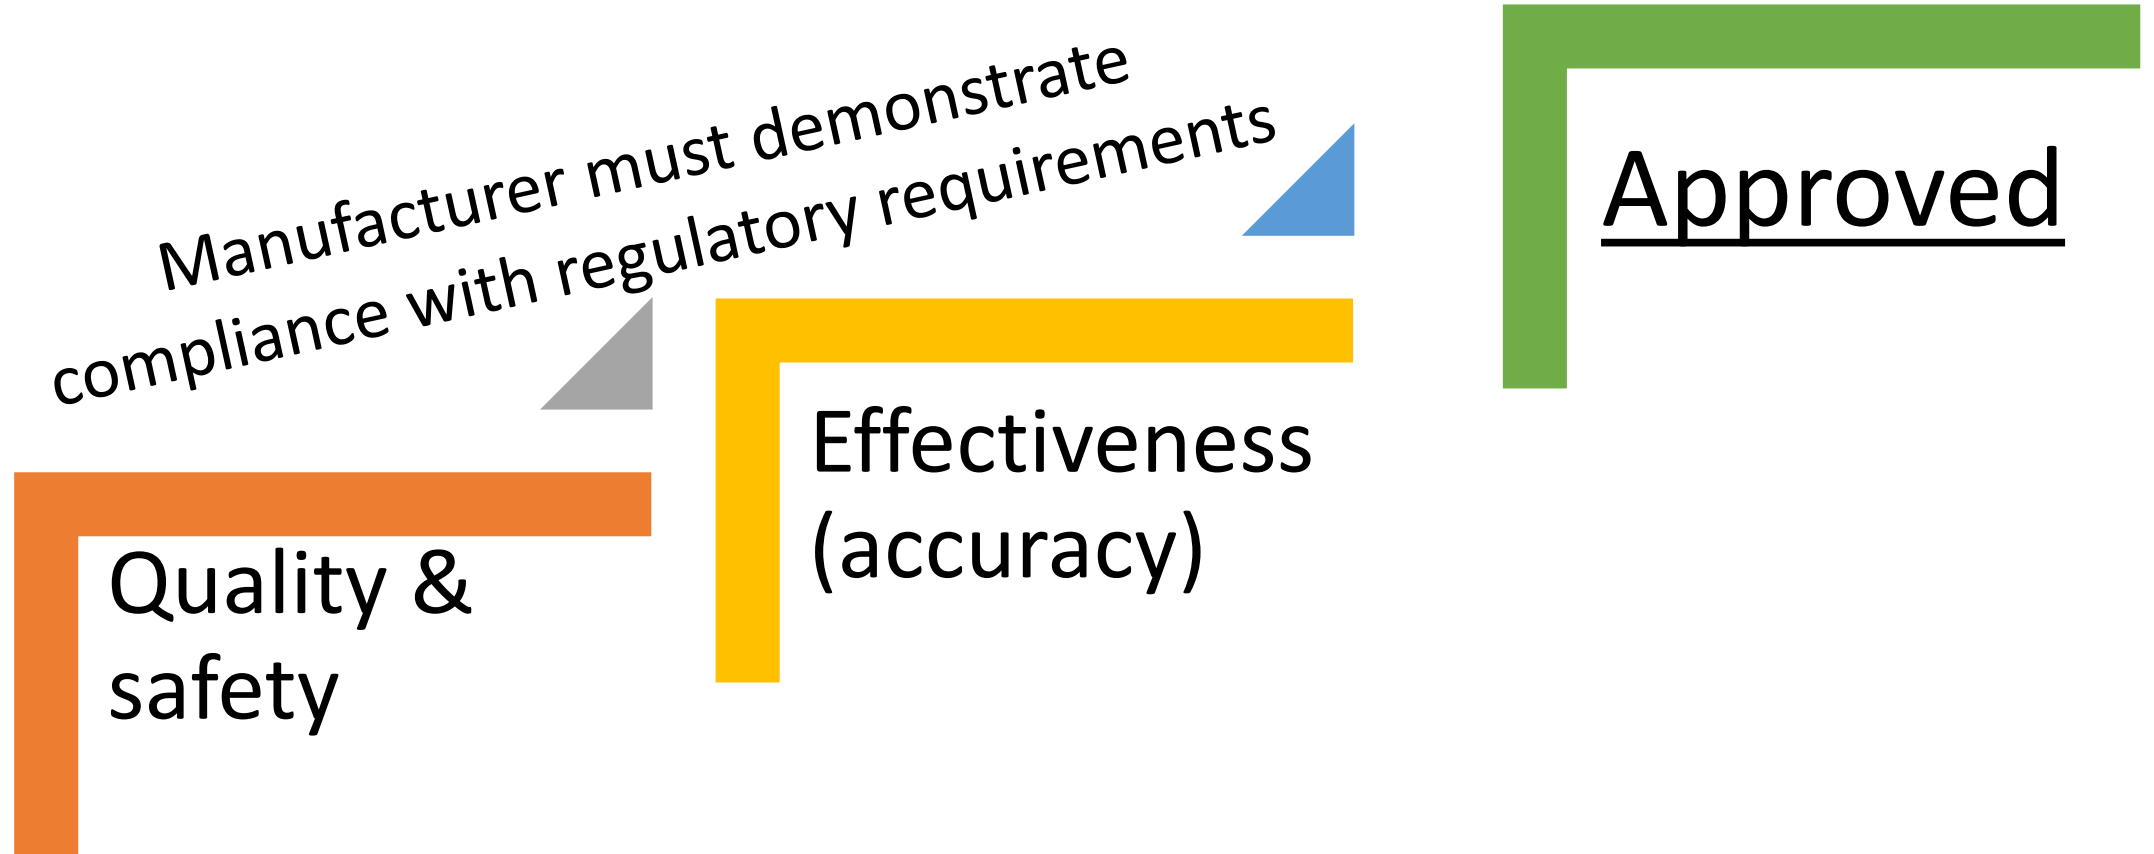 Manufacturer must demonstrate
compliance with regulatory requirements
Quality &
safety
Effectiveness
(accuracy)
Approved